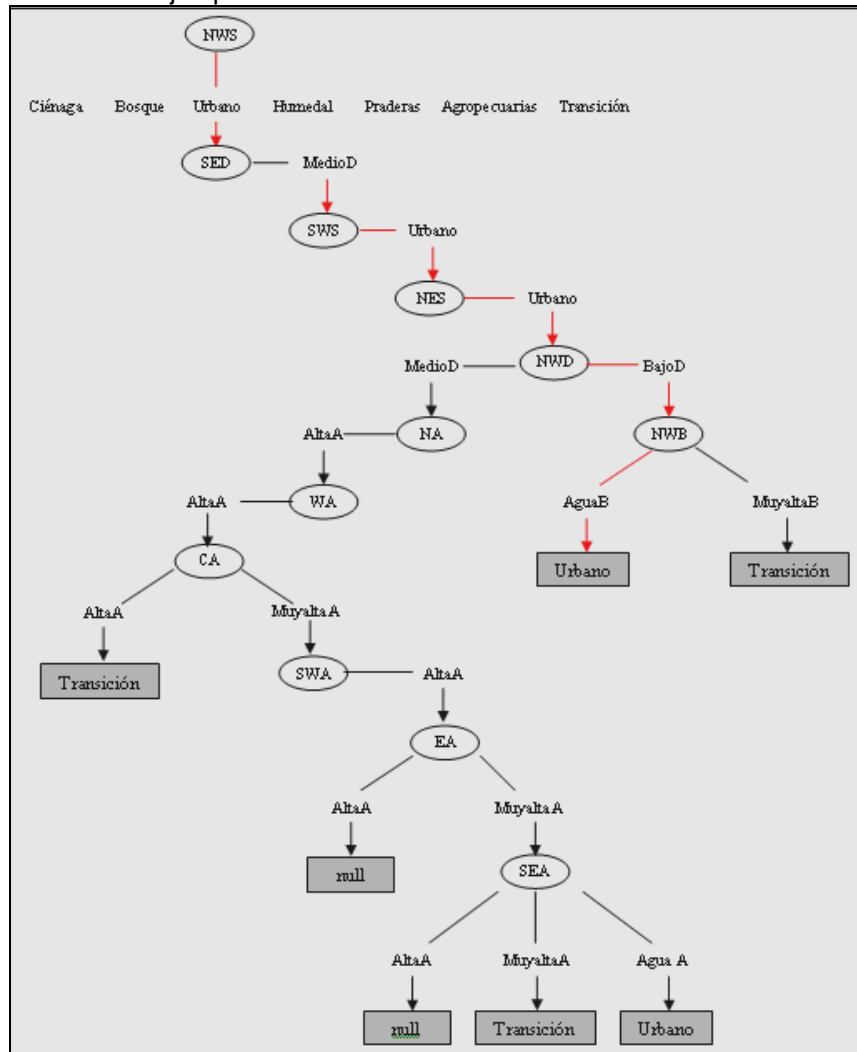 NWS
Ciénaga Bosque Urbano Humedal Praderas Agropecuarias Transición
SED MedioD
SWS Urbano
NES Urbano
MedioD NWD BajoD
AltaA NA NWB
AltaA WA AguaB MuyaltaB
CA Urbano Transición
AltaA MuyaltaA
Transición SWA AltaA
EA
AltaA MuyaltaA
null SEA
AltaA MuyaltaA Agua A
null Transición Urbano